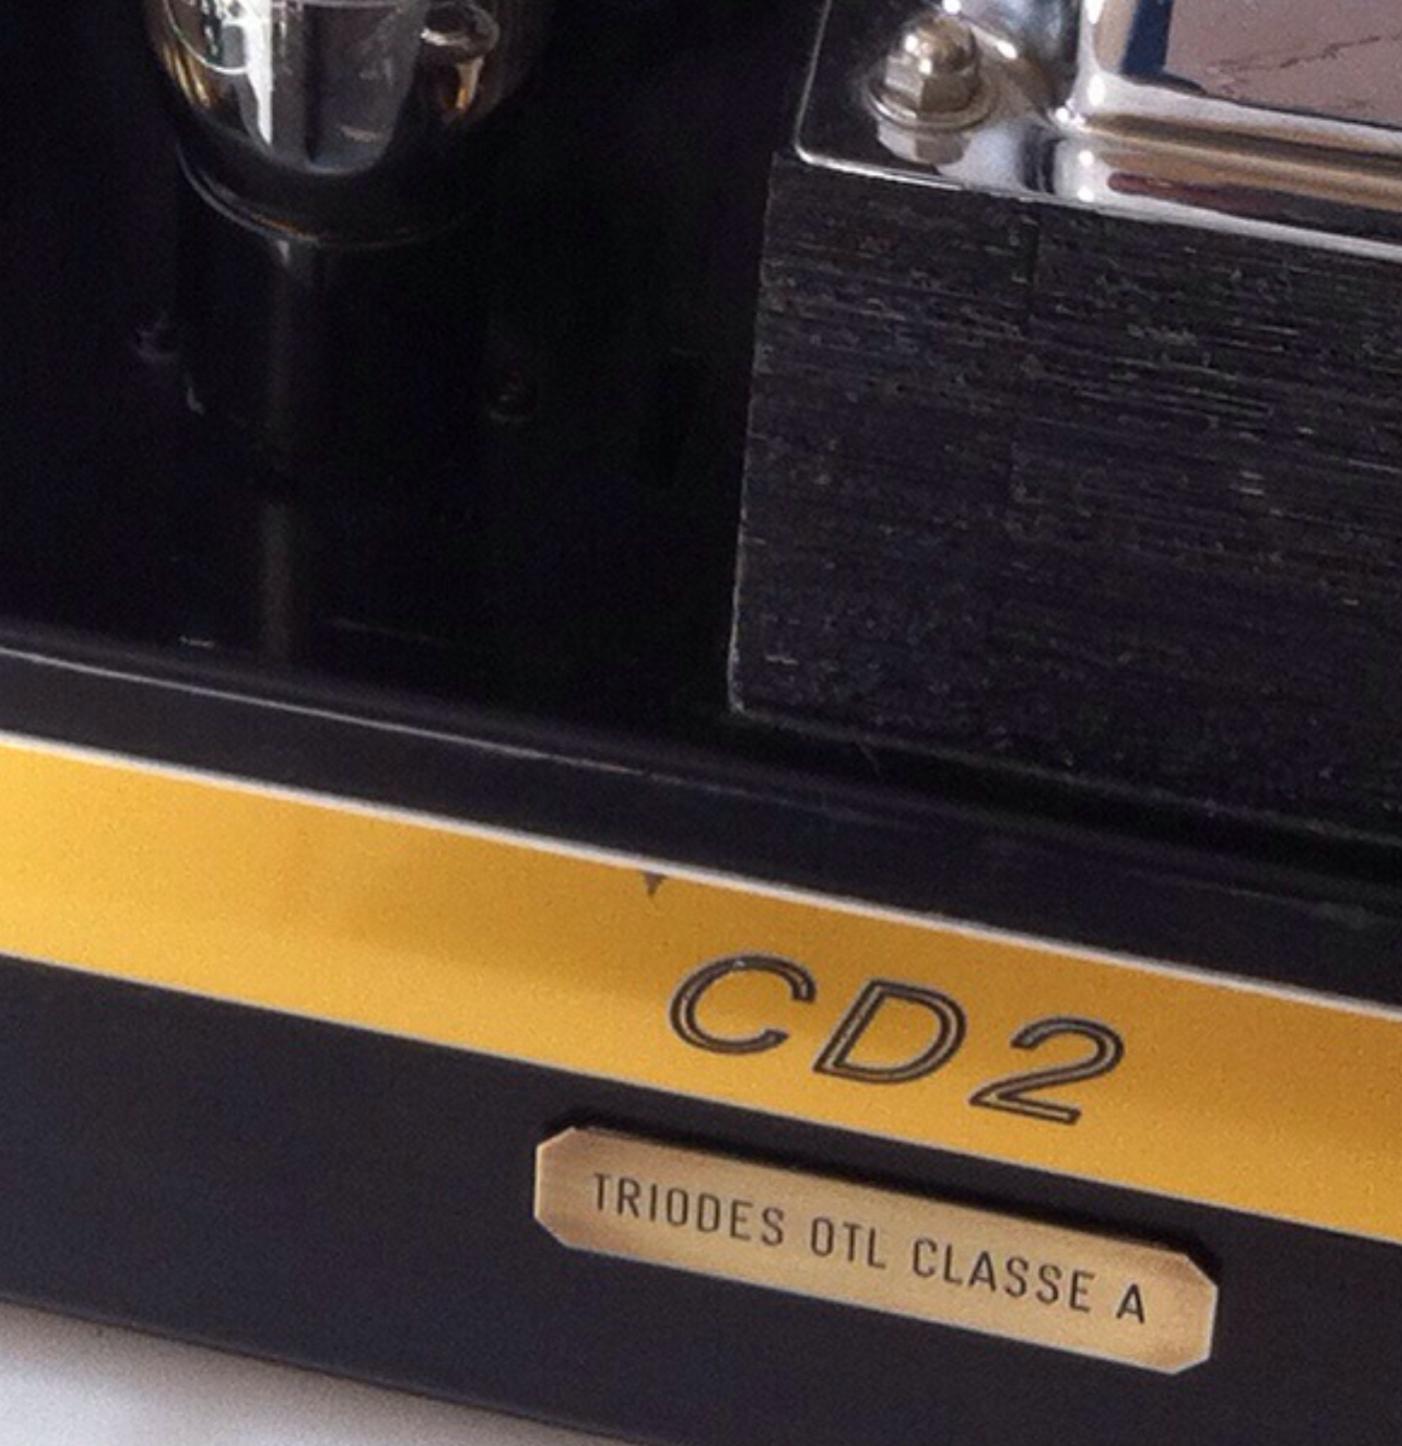 CD2
TRIODES OTL CLASSE A